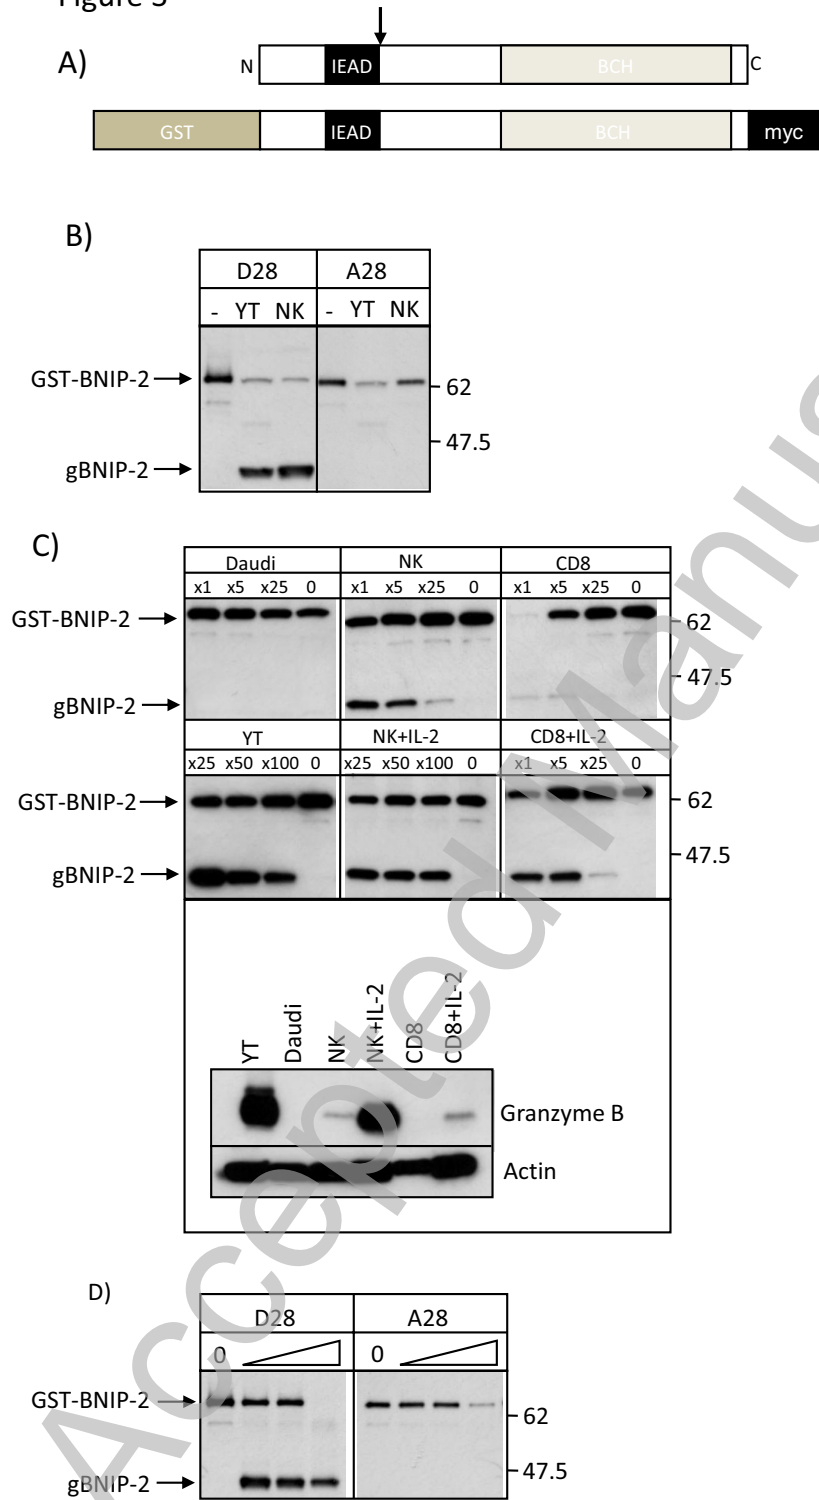 Figure 3
A)
N IEAD BCH C
GST IEAD BCH myc
B)
D28 A28
- YT NK - YT NK
GST-BNIP-2 62
47.5
gBNIP-2
C)
Daudi NK CD8
x1 x5 x25 0 x1 x5 x25 0 x1 x5 x25 0
GST-BNIP-2 62
47.5
gBNIP-2
YT NK+IL-2 CD8+IL-2
x25 x50 x100 0 x25 x50 x100 0 x1 x5 x25 0
GST-BNIP-2 62
47.5
gBNIP-2
YT Daudi NK NK+IL-2 CD8 CD8+IL-2
Granzyme B
Actin
D)
D28 A28
0 0
GST-BNIP-2 62
47.5
gBNIP-2
Accepted Manus